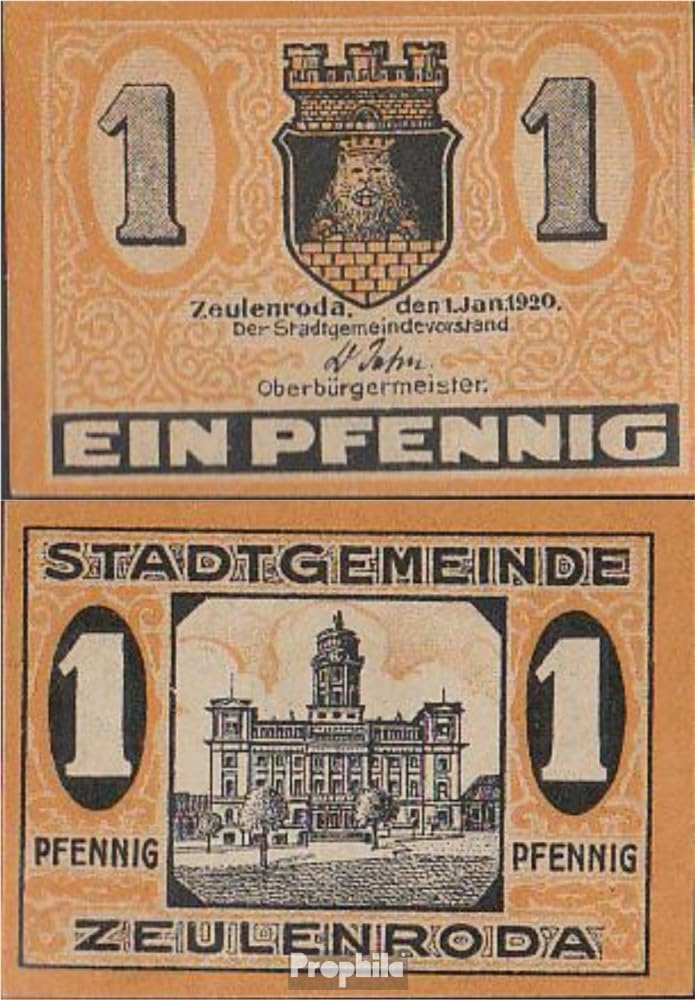 1 1
Zeulenroda, den 1. Jan. 1920.
Der Stadtgemeindevorstand
Oberbürgermeister.
EIN PFENNIG
STADTGEMEINDE
1 1
PFENNIG PFENNIG
ZEULENRODA
Prophila